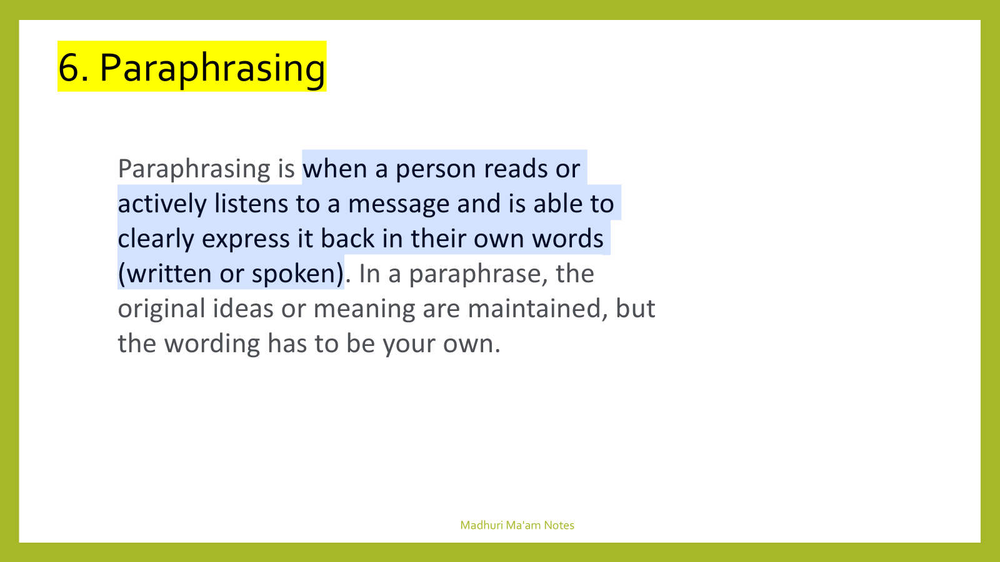 6. Paraphrasing
Paraphrasing is when a person reads or
actively listens to a message and is able to
clearly express it back in their own words
(written or spoken). In a paraphrase, the
original ideas or meaning are maintained, but
the wording has to be your own.
Madhuri Ma'am Notes